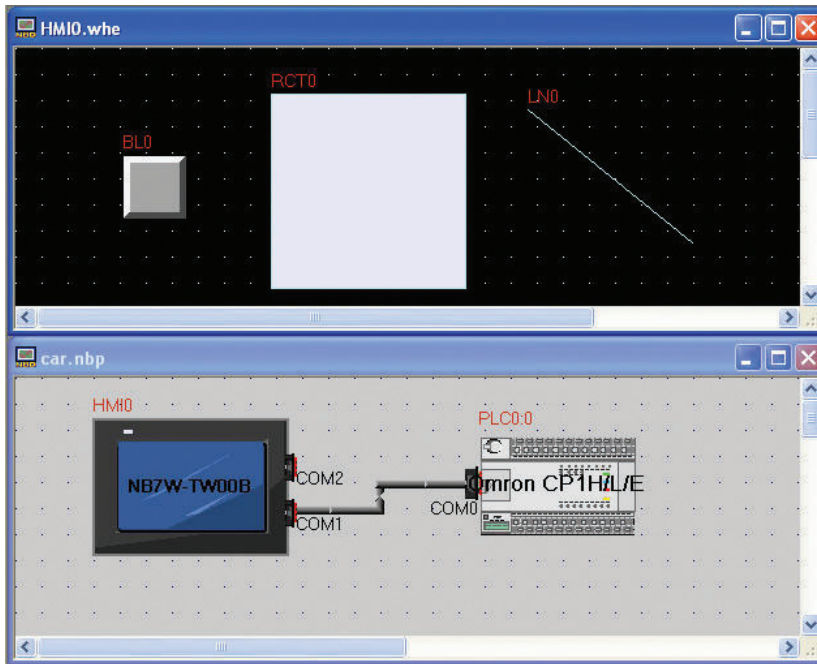 HMI0.whe
RCT0
LN0
BL0
car.nbp
HMI0
PLC0:0
NB7W-TW00B
COM2
Omron CP1H/L/E
COM0
COM1